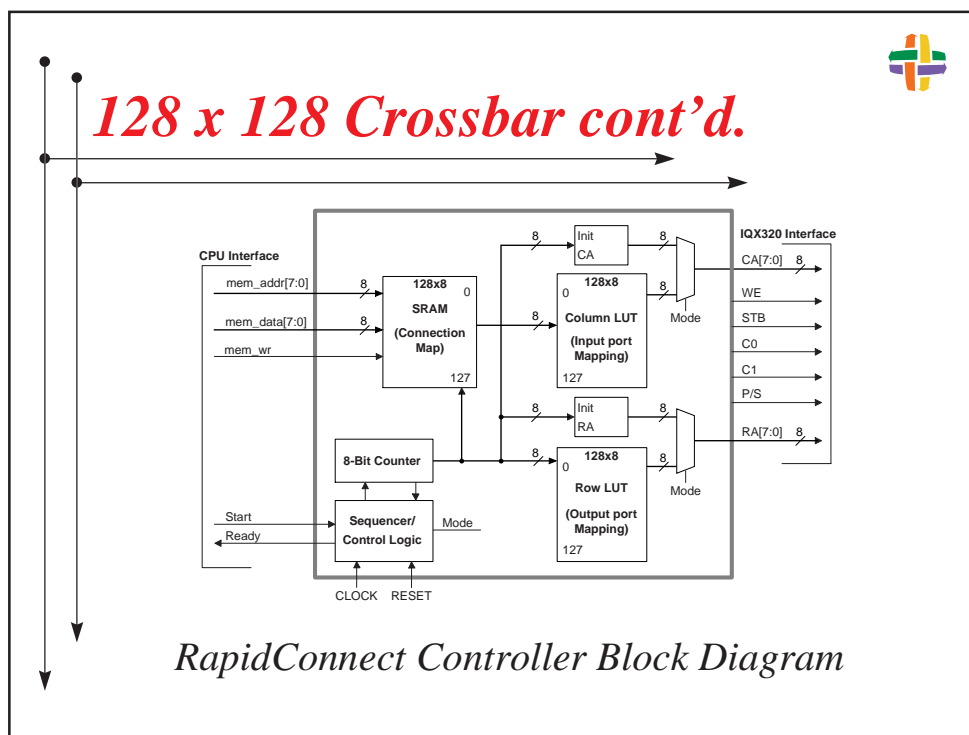 128 x 128 Crossbar cont’d.
CPU Interface
IQX320 Interface
mem_addr[7:0]
8
mem_data[7:0]
8
mem_wr
128x8
0
SRAM
(Connection
Map)
127
8
Init
CA
8
8
128x8
0
Column LUT
(Input port
Mapping)
127
8
Mode
CA[7:0]
8
WE
STB
C0
C1
P/S
RA[7:0]
8
8
Init
RA
8
8-Bit Counter
8
128x8
0
Row LUT
(Output port
Mapping)
127
8
Mode
Start
Ready
Sequencer/
Control Logic
Mode
CLOCK
RESET
RapidConnect Controller Block Diagram